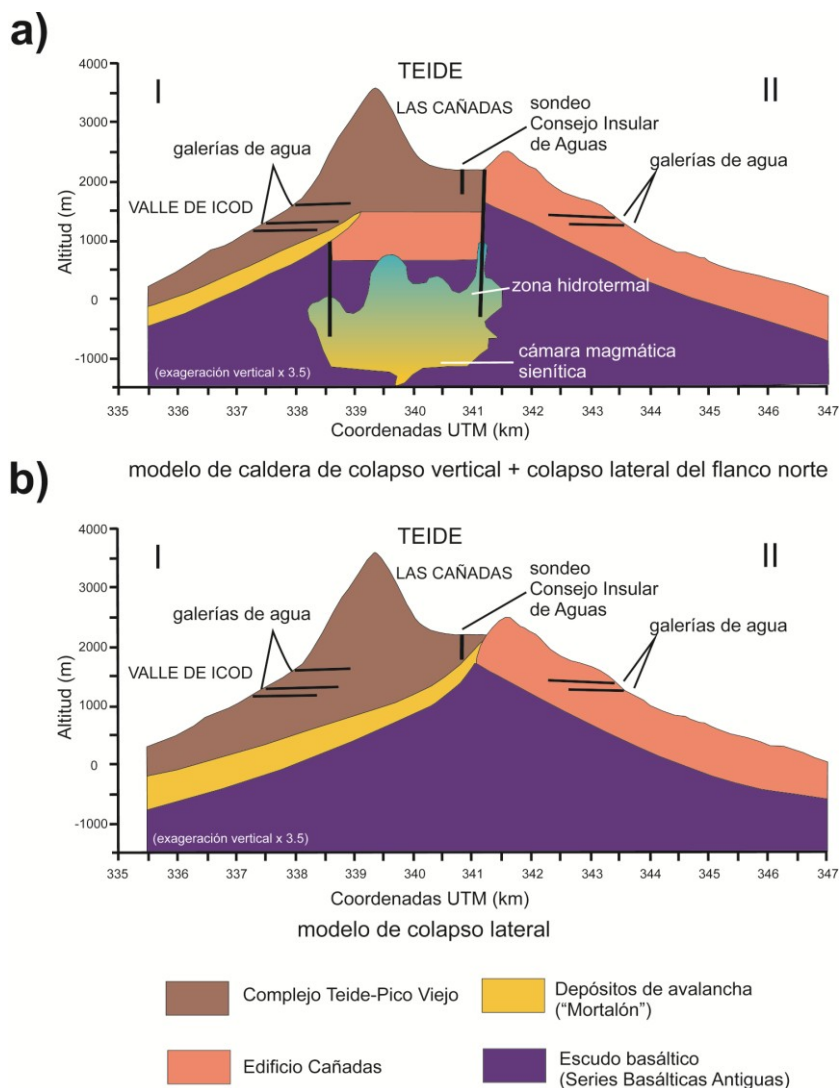 a)
I
TEIDE
LAS CAÑADAS
sondeo
Consejo Insular
de Aguas
II
galerías de agua
galerías de agua
VALLE DE ICOD
zona hidrotermal
cámara magmática
sienítica
(exageración vertical x 3.5)
Altitud (m)
4000
3000
2000
1000
0
-1000
335 336 337 338 339 340 341 342 343 344 345 346 347
Coordenadas UTM (km)
modelo de caldera de colapso vertical + colapso lateral del flanco norte
b)
I
TEIDE
LAS CAÑADAS
sondeo
Consejo Insular
de Aguas
II
galerías de agua
galerías de agua
VALLE DE ICOD
(exageración vertical x 3.5)
Altitud (m)
4000
3000
2000
1000
0
-1000
335 336 337 338 339 340 341 342 343 344 345 346 347
Coordenadas UTM (km)
modelo de colapso lateral
Complejo Teide-Pico Viejo
Depósitos de avalancha
("Mortalón")
Edificio Cañadas
Escudo basáltico
(Series Basálticas Antiguas)